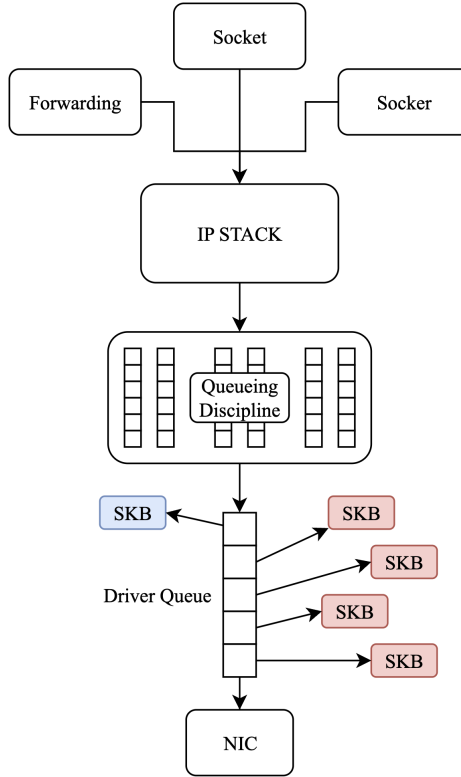 Socket
Forwarding
Socker
IP STACK
Queueing
Discipline
SKB
SKB
SKB
Driver Queue
SKB
SKB
NIC